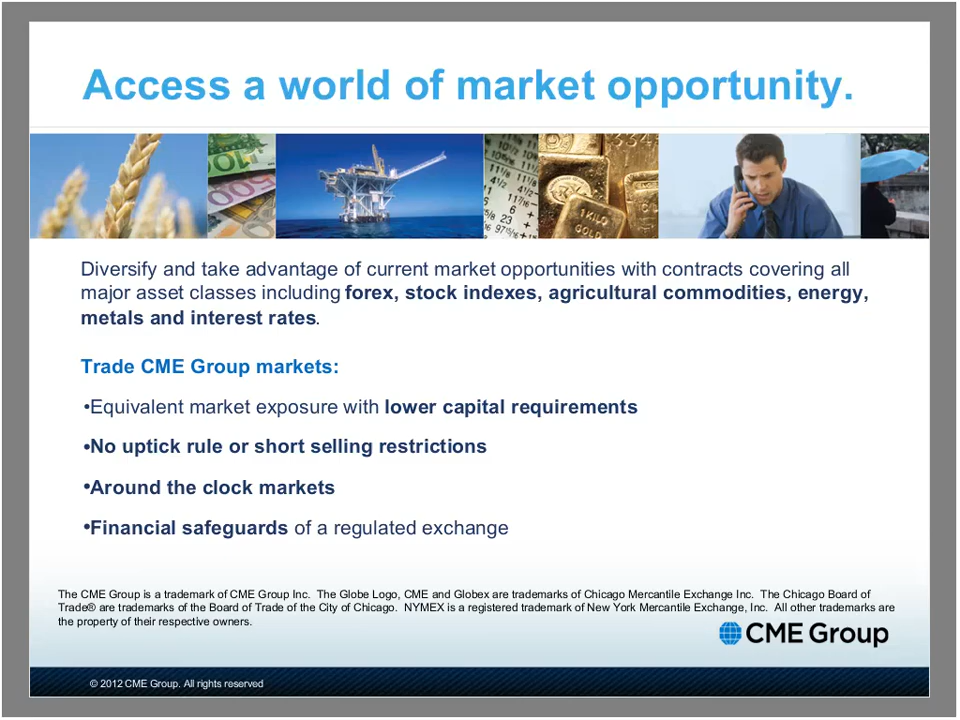 Access a world of market opportunity.
Diversify and take advantage of current market opportunities with contracts covering all
major asset classes including forex, stock indexes, agricultural commodities, energy,
metals and interest rates.
Trade CME Group markets:
•Equivalent market exposure with lower capital requirements
•No uptick rule or short selling restrictions
•Around the clock markets
•Financial safeguards of a regulated exchange
The CME Group is a trademark of CME Group Inc.  The Globe Logo, CME and Globex are trademarks of Chicago Mercantile Exchange Inc.  The Chicago Board of
Trade® are trademarks of the Board of Trade of the City of Chicago.  NYMEX is a registered trademark of New York Mercantile Exchange, Inc.  All other trademarks are
the property of their respective owners.
CME Group
© 2012 CME Group. All rights reserved